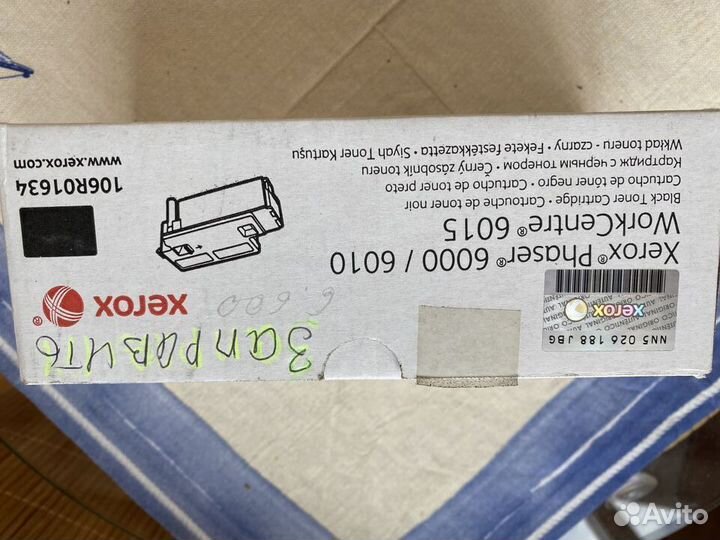 Xerox® Phaser® 6000 / 6010
WorkCentre® 6015
Black Toner Cartridge · Cartouche de toner noir
Cartucho de tóner negro · Cartucho de toner preto
Картридж с черным тонером · Černý zásobník toneru
Wkład toneru - czarny · Fekete festékkazetta · Siyah Toner Kartuşu
106R01634
www.xerox.com
xerox®
xerox
NN5 026 188 JBG
6.600
Заправить
Avito